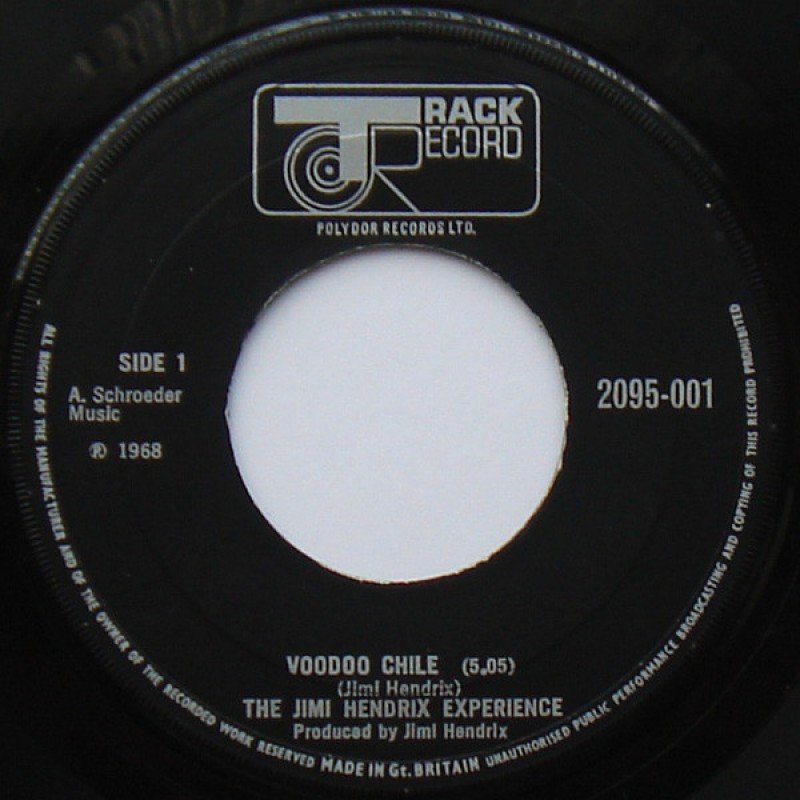 TRACK
RECORD
POLYDOR RECORDS LTD.
SIDE 1
A. Schroeder
Music
℗ 1968
2095-001
VOODOO CHILE (5.05)
(Jimi Hendrix)
THE JIMI HENDRIX EXPERIENCE
Produced by Jimi Hendrix
ALL RIGHTS OF THE MANUFACTURER AND OF THE OWNER OF THE RECORDED WORK RESERVED MADE IN Gt. BRITAIN UNAUTHORISED PUBLIC PERFORMANCE BROADCASTING AND COPYING OF THIS RECORD PROHIBITED